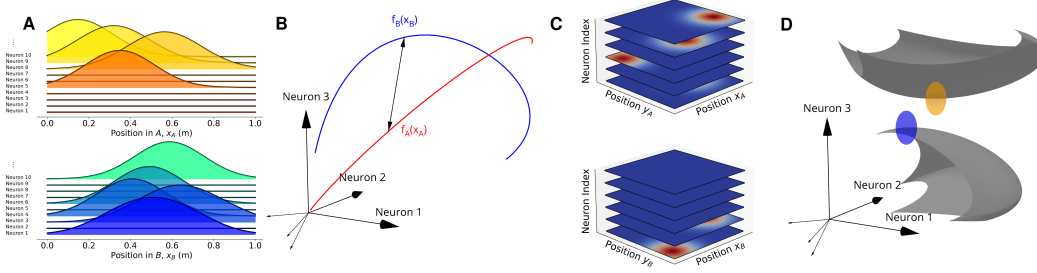 A
⋮
Neuron 10
Neuron 9
Neuron 8
Neuron 7
Neuron 6
Neuron 5
Neuron 4
Neuron 3
Neuron 2
Neuron 1
0.0 0.2 0.4 0.6 0.8 1.0
Position in A, x_A (m)
⋮
Neuron 10
Neuron 9
Neuron 8
Neuron 7
Neuron 6
Neuron 5
Neuron 4
Neuron 3
Neuron 2
Neuron 1
0.0 0.2 0.4 0.6 0.8 1.0
Position in B, x_B (m)
B
f_B(x_B)
f_A(x_A)
Neuron 3
Neuron 2
Neuron 1
C
Neuron Index
Position y_A
Position x_A
Neuron Index
Position y_B
Position x_B
D
Neuron 3
Neuron 2
Neuron 1